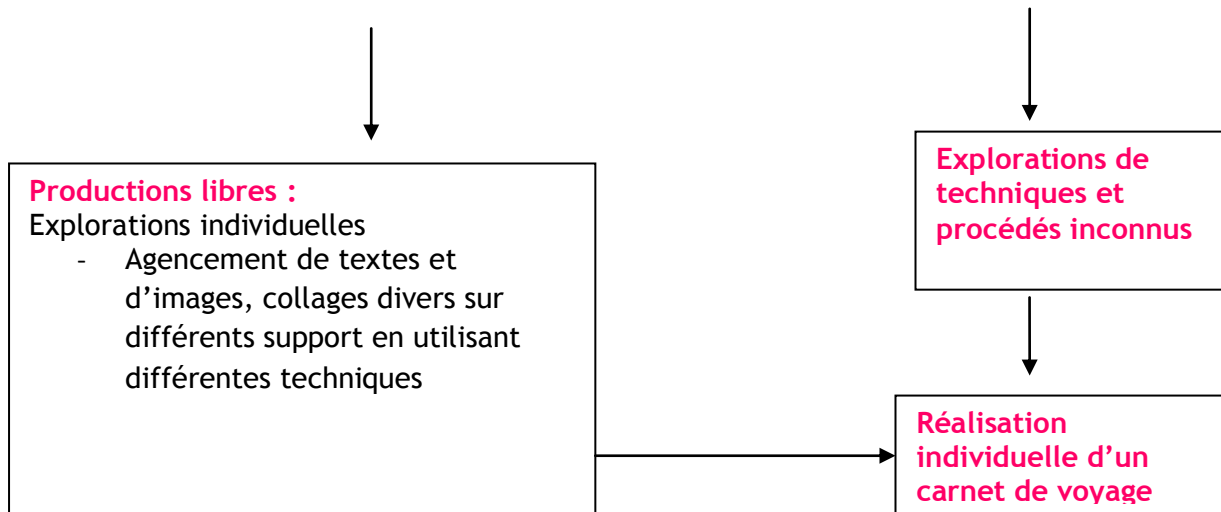 Productions libres :
Explorations individuelles
- Agencement de textes et
d’images, collages divers sur
différents support en utilisant
différentes techniques
Explorations de
techniques et
procédés inconnus
Réalisation
individuelle d’un
carnet de voyage